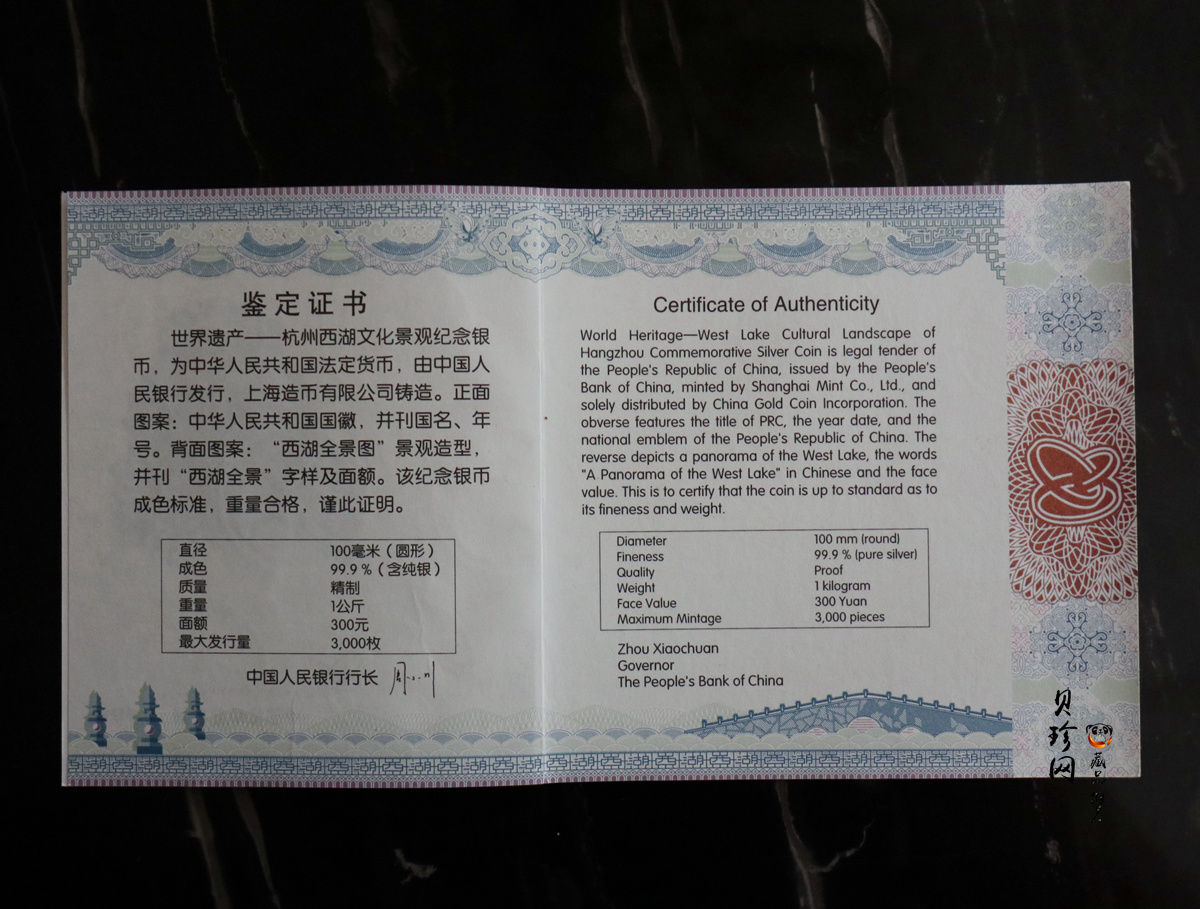 鉴定证书
世界遗产——杭州西湖文化景观纪念银
币，为中华人民共和国法定货币，由中国人
民银行发行，上海造币有限公司铸造。正面
图案：中华人民共和国国徽，并刊国名、年
号。背面图案：“西湖全景图”景观造型，
并刊“西湖全景”字样及面额。该纪念银币
成色标准，重量合格，谨此证明。
直径 100毫米（圆形）
成色 99.9％（含纯银）
质量 精制
重量 1公斤
面额 300元
最大发行量 3,000枚
中国人民银行行长
Certificate of Authenticity
World Heritage—West Lake Cultural Landscape of
Hangzhou Commemorative Silver Coin is legal tender of
the People's Republic of China, issued by the People's
Bank of China, minted by Shanghai Mint Co., Ltd., and
solely distributed by China Gold Coin Incorporation. The
obverse features the title of PRC, the year date, and the
national emblem of the People's Republic of China. The
reverse depicts a panorama of the West Lake, the words
"A Panorama of the West Lake" in Chinese and the face
value. This is to certify that the coin is up to standard as to
its fineness and weight.
Diameter 100 mm (round)
Fineness 99.9 % (pure silver)
Quality Proof
Weight 1 kilogram
Face Value 300 Yuan
Maximum Mintage 3,000 pieces
Zhou Xiaochuan
Governor
The People's Bank of China
贝珍网